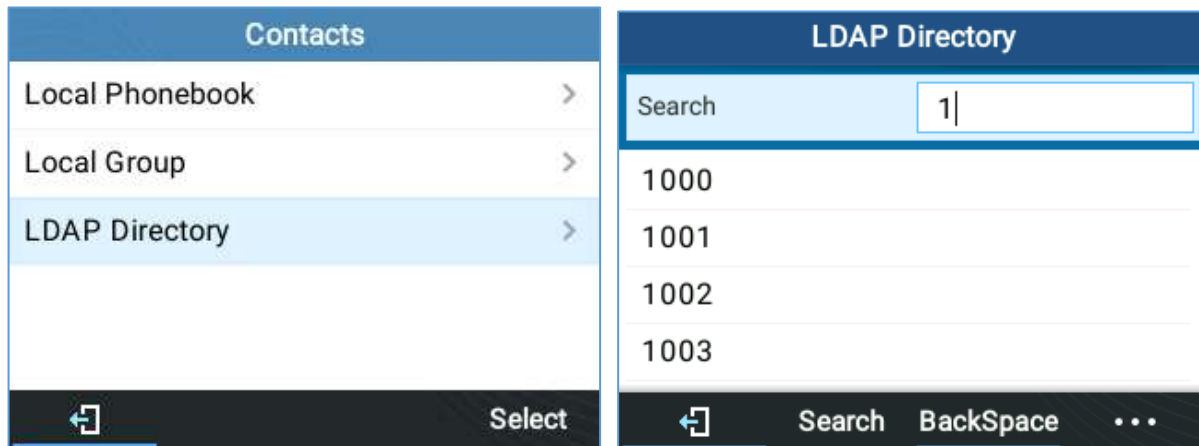 Contacts
Local Phonebook
Local Group
LDAP Directory
Select
LDAP Directory
Search 1
1000
1001
1002
1003
Search BackSpace ...